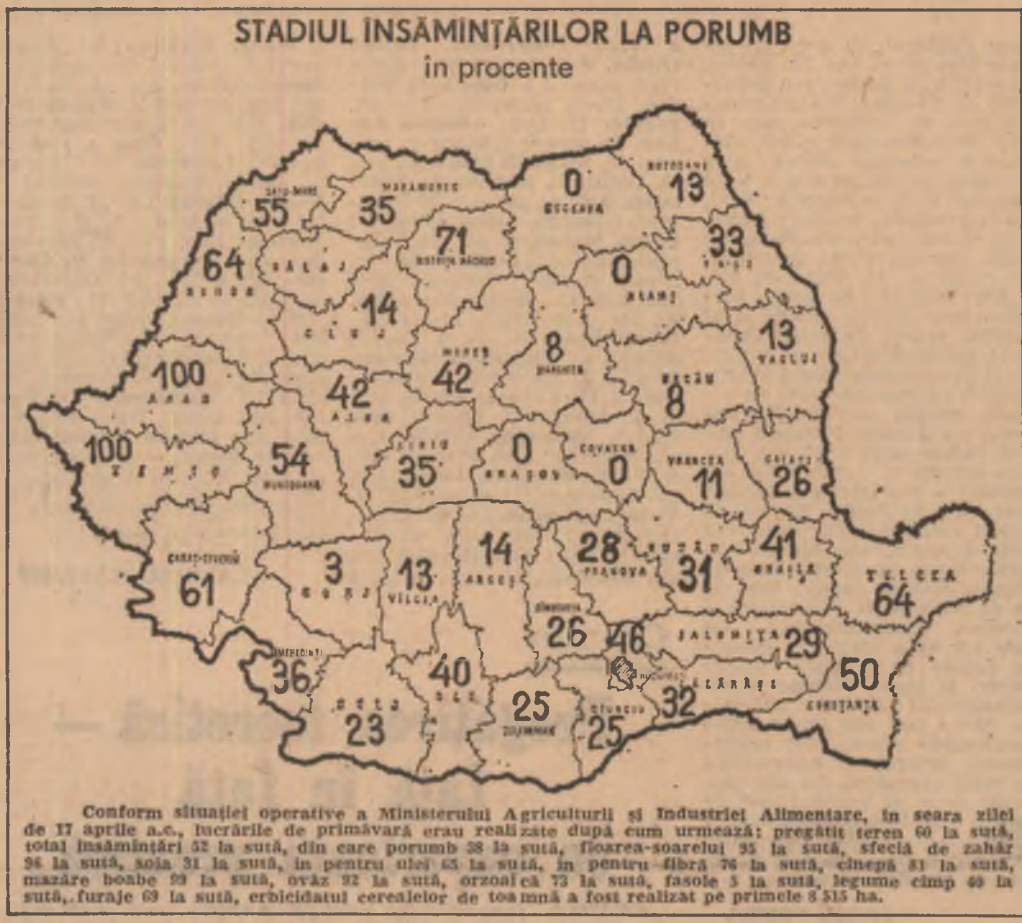 STADIUL ÎNSĂMÎNȚĂRILOR LA PORUMB
în procente
SATU-MARE
55
MARAMUREȘ
35
0
SUCEAVA
BOTOȘANI
13
64
BIHOR
SĂLAJ
71
BISTRIȚA NĂSĂUD
33
IAȘI
0
NEAMȚ
14
CLUJ
MUREȘ
42
8
HARGHITA
13
VASLUI
BACĂU
8
100
ARAD
42
ALBA
100
TIMIȘ
54
HUNEDOARA
SIBIU
35
0
BRAȘOV
COVASNA
0
VRANCEA
11
GALAȚI
26
CARAȘ-SEVERIN
61
3
GORJ
13
VÎLCEA
14
ARGEȘ
28
PRAHOVA
BUZĂU
31
41
BRĂILA
TULCEA
64
DÎMBOVIȚA
26
46
IALOMIȚA
29
MEHEDINȚI
36
DOLJ
23
40
OLT
25
TELEORMAN
GIURGIU
25
BUCUREȘTI
32
CĂLĂRAȘI
50
CONSTANȚA
Conform situației operative a Ministerului Agriculturii și Industriei Alimentare, în seara zilei
de 17 aprilie a.c., lucrările de primăvară erau realizate după cum urmează: pregătit teren 60 la sută,
total însămînțări 52 la sută, din care porumb 38 la sută, floarea-soarelui 95 la sută, sfeclă de zahăr
96 la sută, soia 31 la sută, in pentru ulei 65 la sută, in pentru fibră 76 la sută, cînepă 81 la sută,
mazăre boabe 99 la sută, ovăz 92 la sută, orzoaică 73 la sută, fasole 5 la sută, legume cîmp 40 la
sută, furaje 69 la sută, erbicidatul cerealelor de toamnă a fost realizat pe primele 8 515 ha.